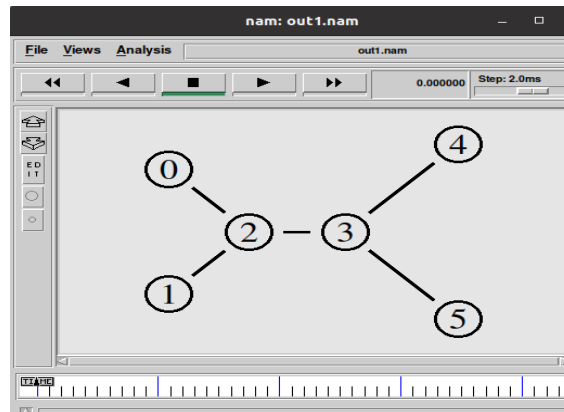 nam: out1.nam
File Views Analysis out1.nam
0.000000 Step: 2.0ms
E D
I T
4
0
2 3
1
5
TIME